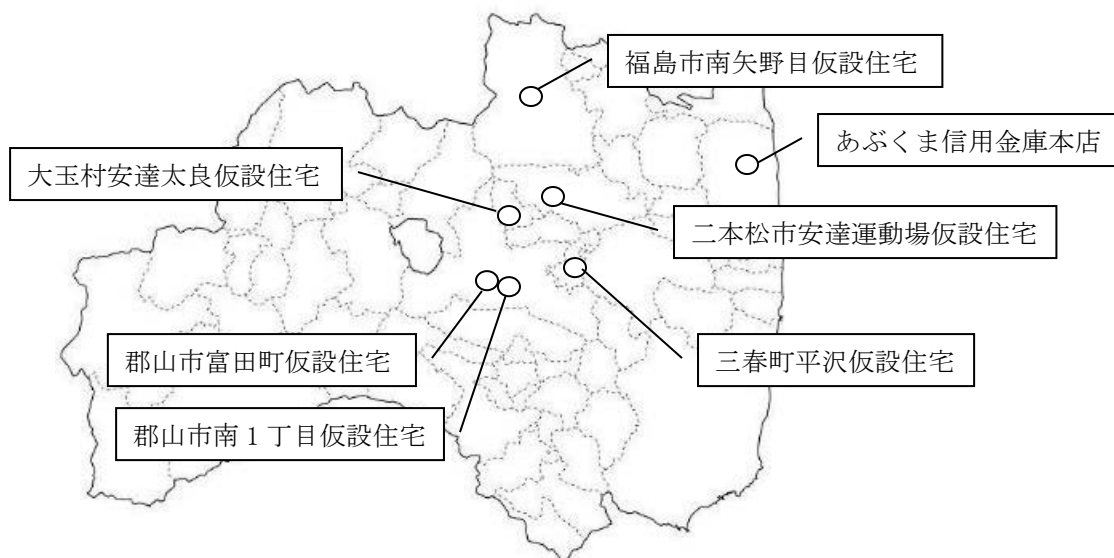 福島市南矢野目仮設住宅
あぶくま信用金庫本店
大玉村安達太良仮設住宅
二本松市安達運動場仮設住宅
郡山市富田町仮設住宅
三春町平沢仮設住宅
郡山市南１丁目仮設住宅